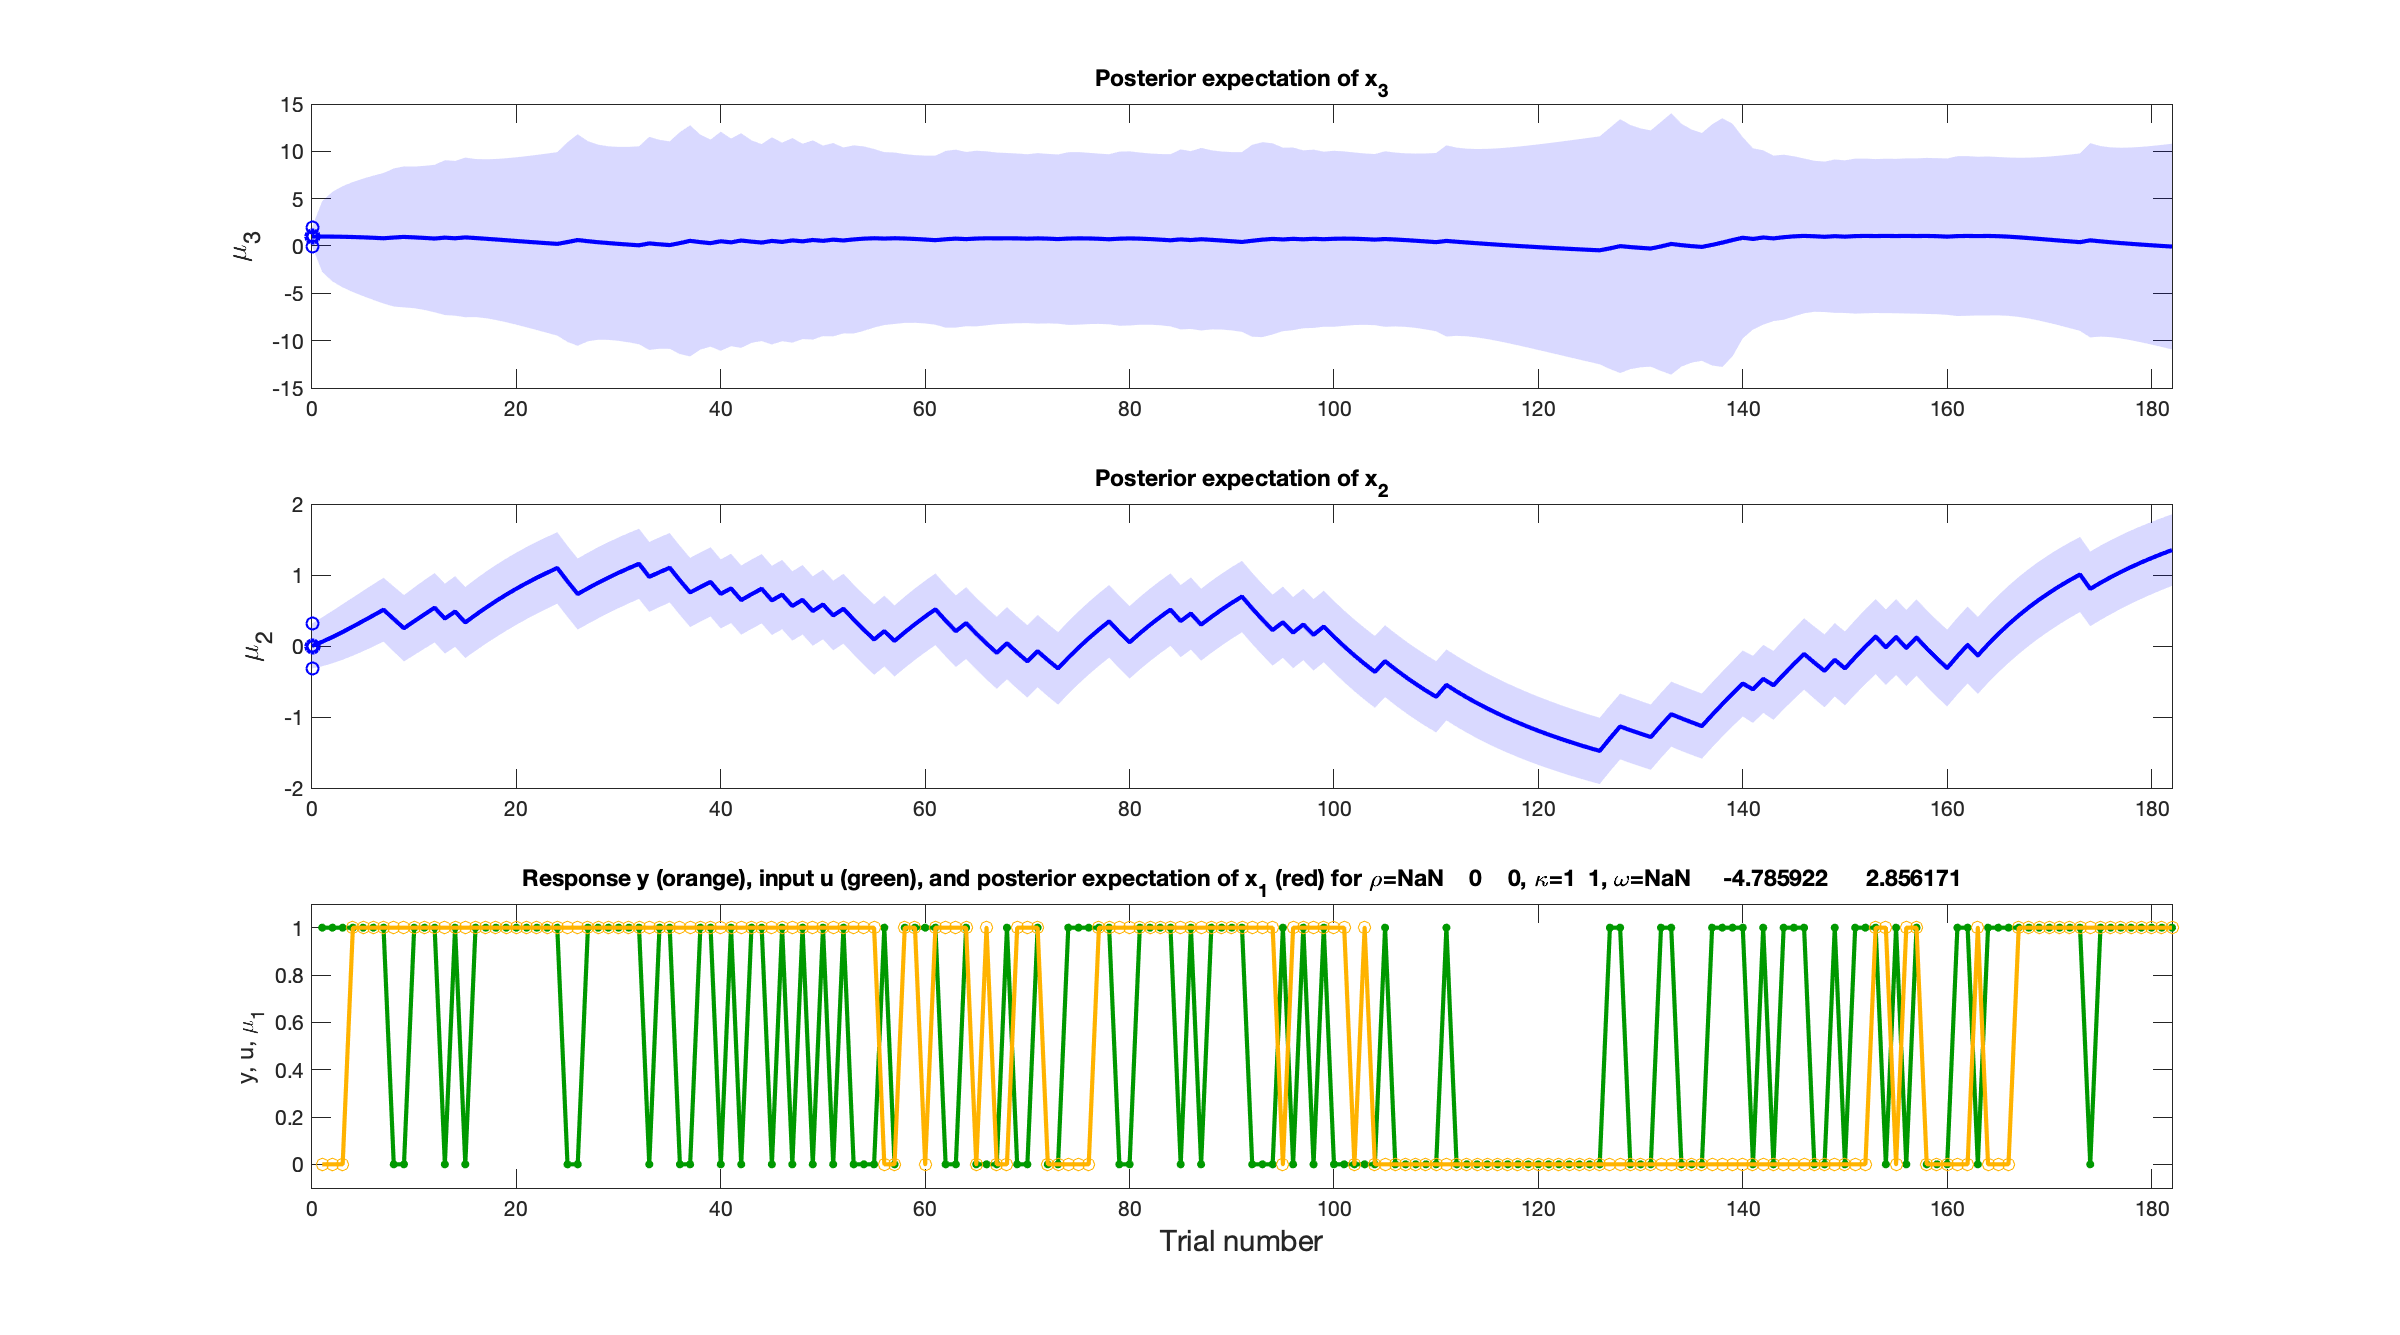 Posterior expectation of x3
15
10
5
0
-5
-10
-15
μ3
0 20 40 60 80 100 120 140 160 180
Posterior expectation of x2
2
1
0
-1
-2
μ2
0 20 40 60 80 100 120 140 160 180
Response y (orange), input u (green), and posterior expectation of x1 (red) for ρ=NaN 0 0, κ=1 1, ω=NaN -4.785922 2.856171
1
0.8
0.6
0.4
0.2
0
y, u, μ1
0 20 40 60 80 100 120 140 160 180
Trial number